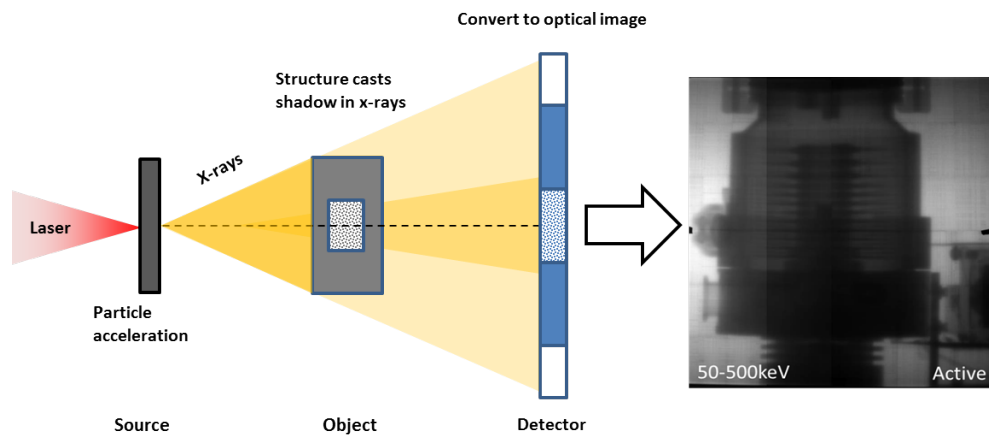 Convert to optical image
Structure casts
shadow in x-rays
X-rays
Laser
Particle
acceleration
50-500keV
Active
Source
Object
Detector